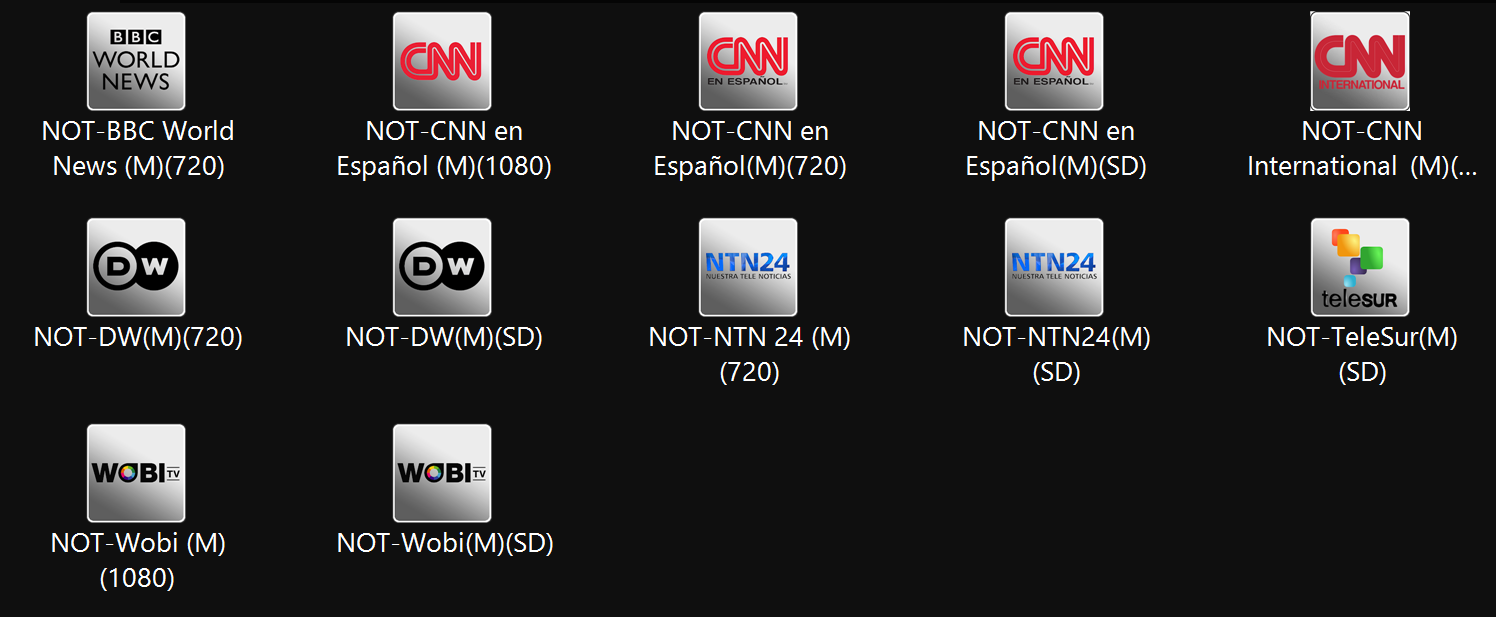 BBC
WORLD
NEWS
NOT-BBC World
News (M)(720)
CNN
NOT-CNN en
Español (M)(1080)
CNN
EN ESPAÑOL
NOT-CNN en
Español(M)(720)
CNN
EN ESPAÑOL
NOT-CNN en
Español(M)(SD)
CNN
INTERNATIONAL
NOT-CNN
International (M)(...
DW
NOT-DW(M)(720)
DW
NOT-DW(M)(SD)
NTN24
NUESTRA TELE NOTICIAS
NOT-NTN 24 (M)
(720)
NTN24
NUESTRA TELE NOTICIAS
NOT-NTN24(M)
(SD)
teleSUR
NOT-TeleSur(M)
(SD)
WOBI TV
NOT-Wobi (M)
(1080)
WOBI TV
NOT-Wobi(M)(SD)